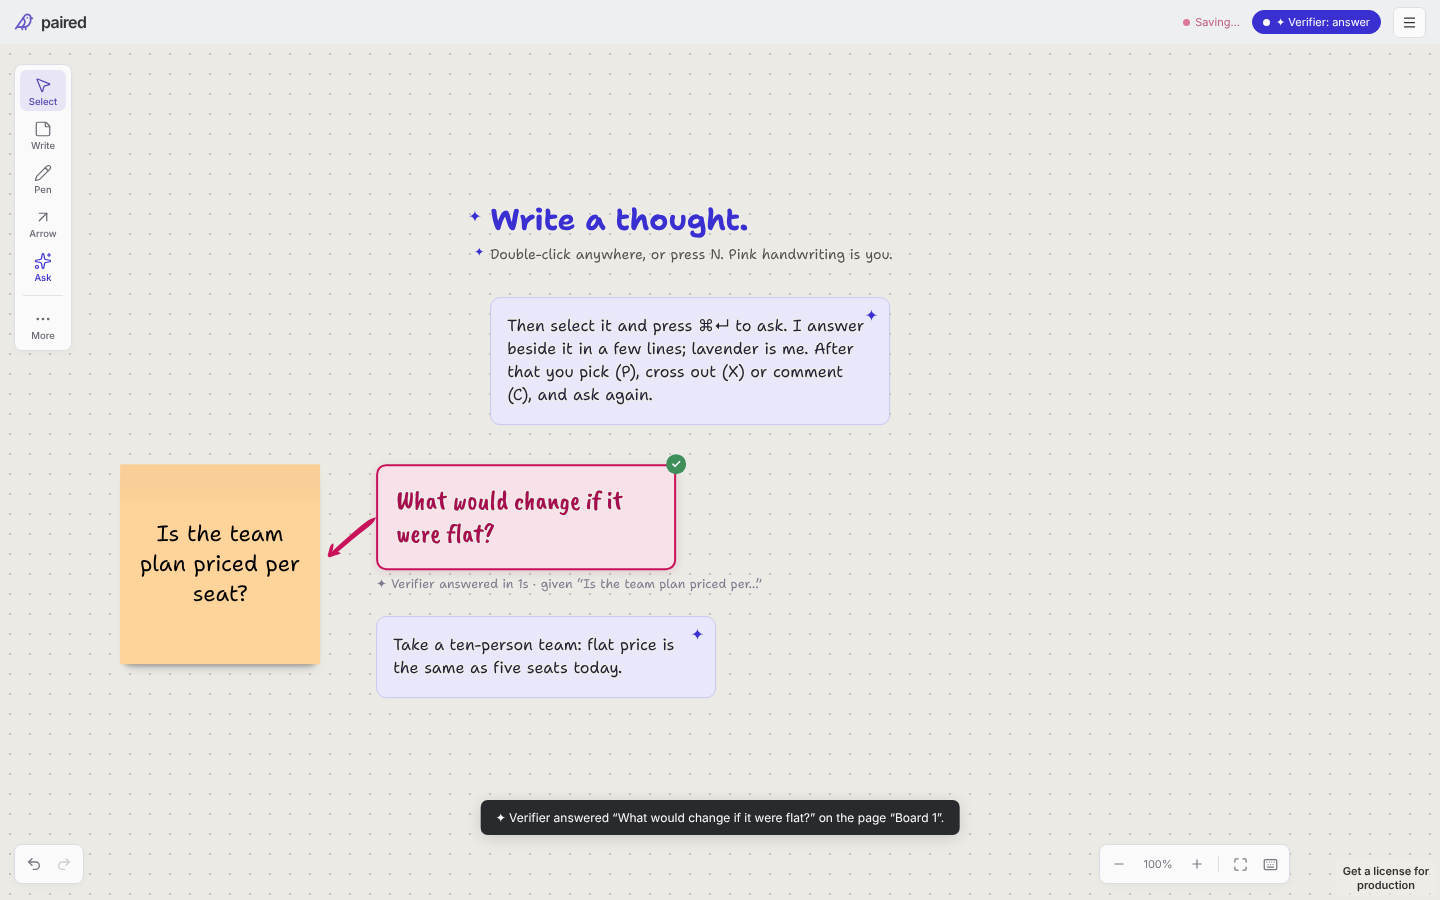 paired
Saving...
✦ Verifier: answer
Select
Write
Pen
Arrow
Ask
More
✦ Write a thought.
✦ Double-click anywhere, or press N. Pink handwriting is you.
Then select it and press ⌘↵ to ask. I answer
beside it in a few lines; lavender is me. After
that you pick (P), cross out (X) or comment
(C), and ask again.
Is the team
plan priced per
seat?
What would change if it
were flat?
✦ Verifier answered in 1s · given “Is the team plan priced per…”
Take a ten-person team: flat price is
the same as five seats today.
✦ Verifier answered “What would change if it were flat?” on the page “Board 1”.
100%
Get a license for
production